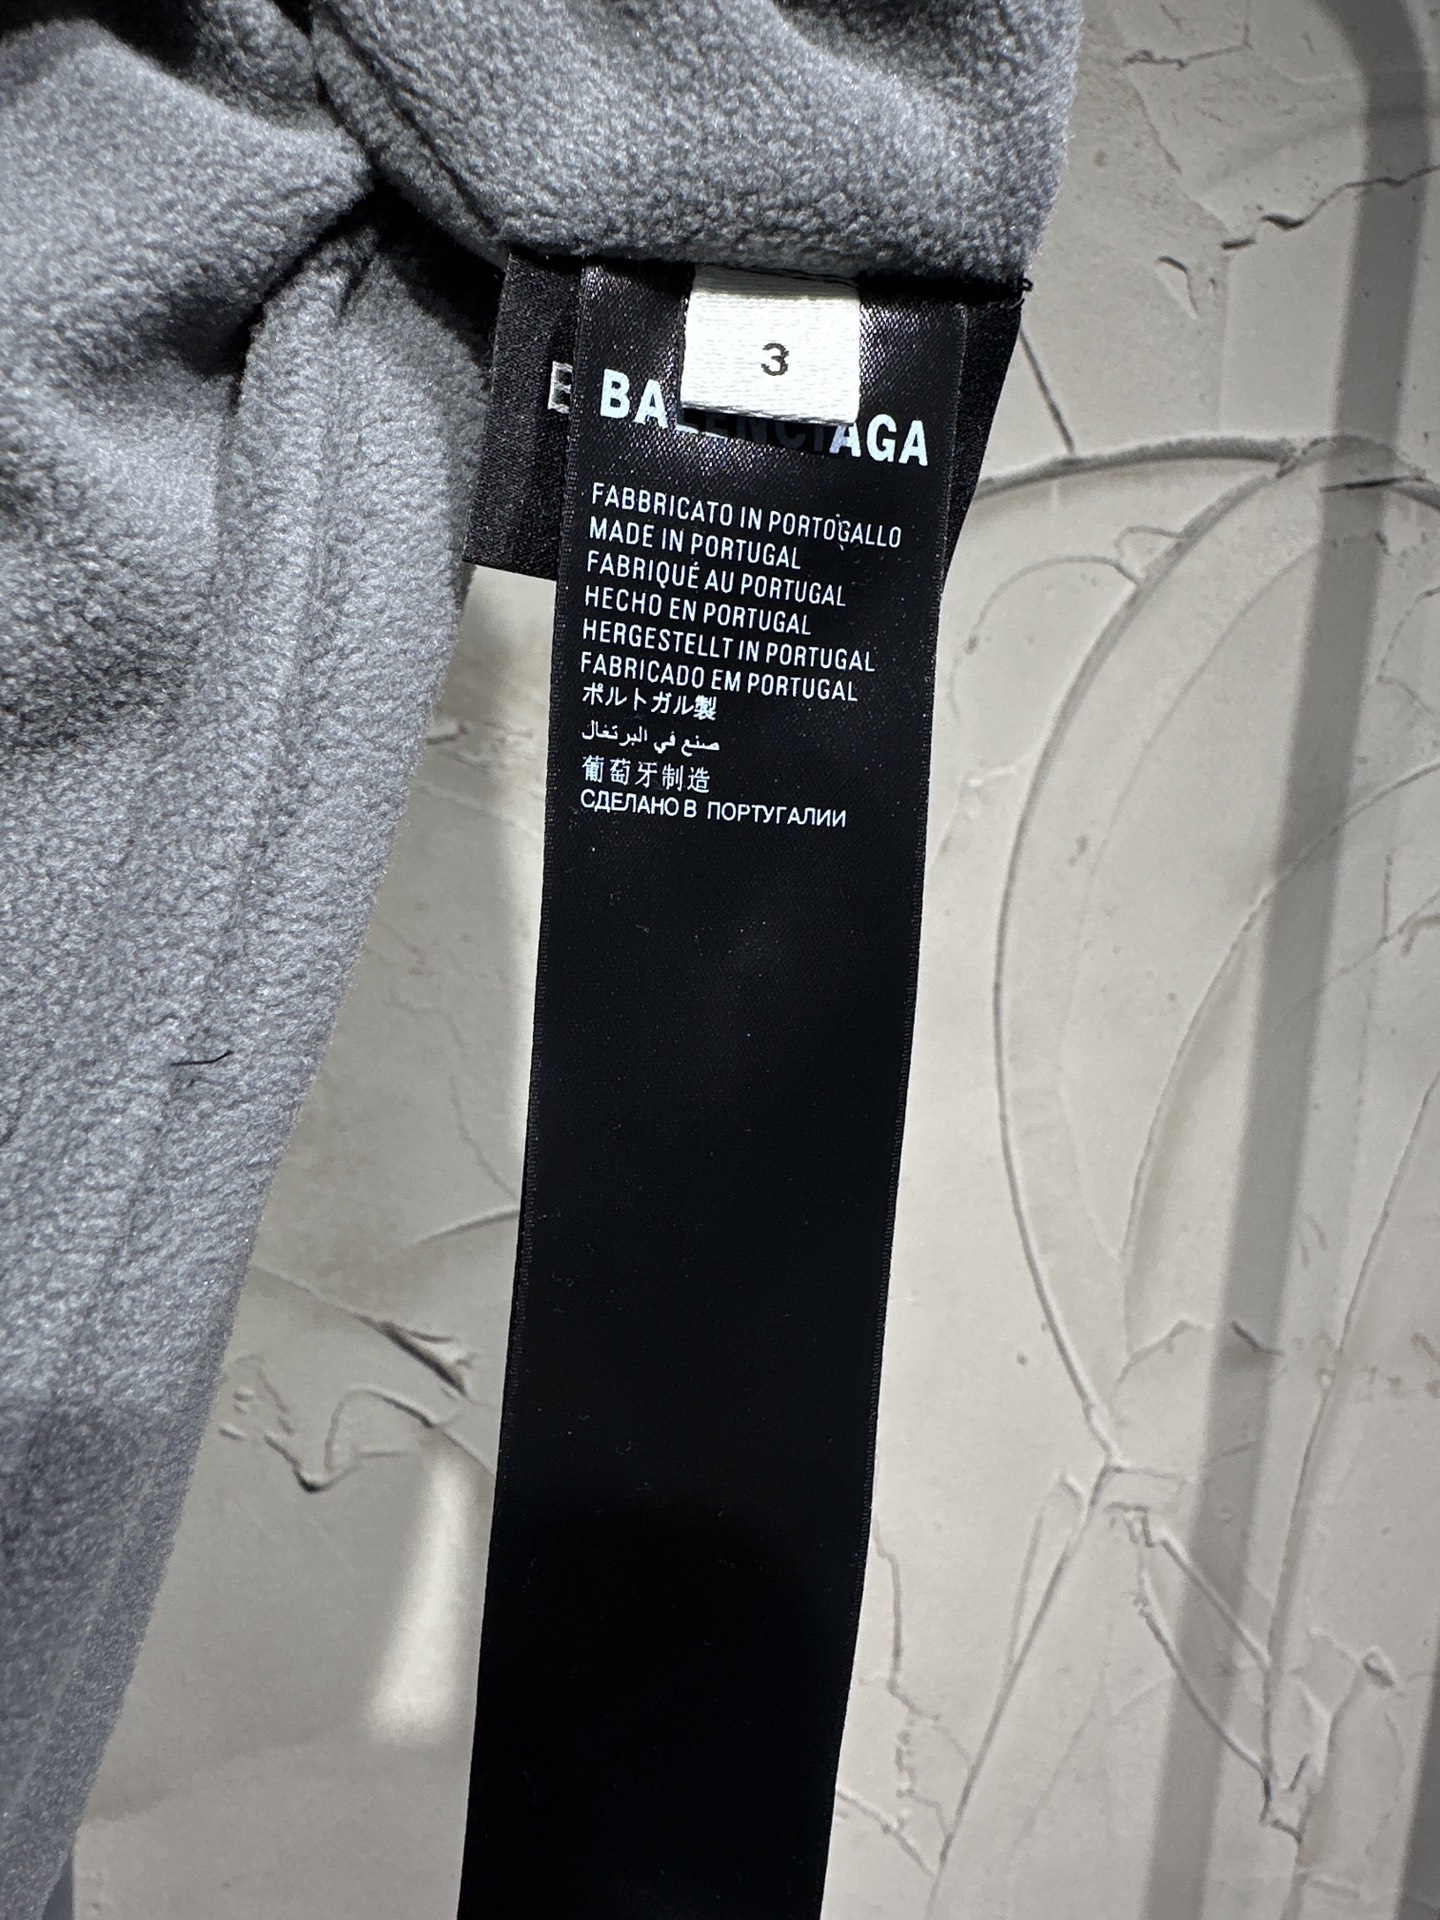 3
BALENCIAGA
FABBRICATO IN PORTOGALLO
MADE IN PORTUGAL
FABRIQUÉ AU PORTUGAL
HECHO EN PORTUGAL
HERGESTELLT IN PORTUGAL
FABRICADO EM PORTUGAL
ポルトガル製
صنع في البرتغال
葡萄牙制造
СДЕЛАНО В ПОРТУГАЛИИ